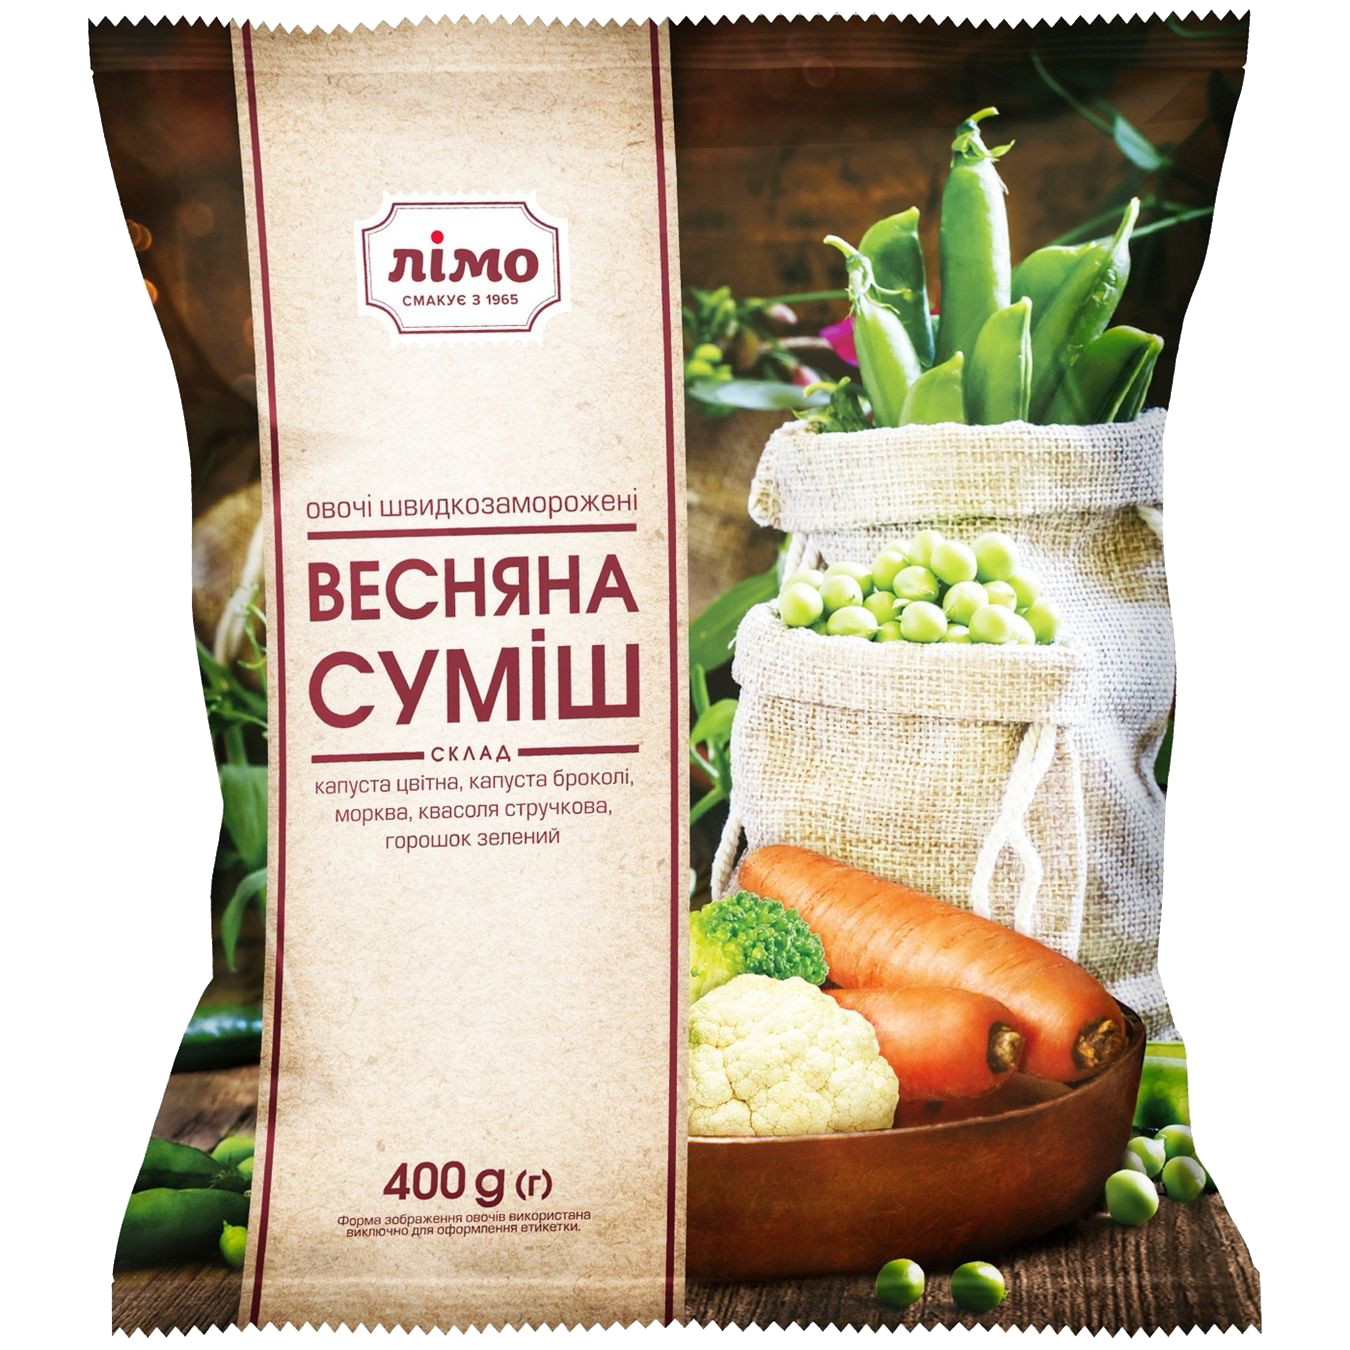 лімо
СМАКУЄ З 1965
овочі швидкозаморожені
ВЕСНЯНА
СУМІШ
СКЛАД
капуста цвітна, капуста броколі,
морква, квасоля стручкова,
горошок зелений
400 g (г)
Форма зображення овочів використана
виключно для оформлення етикетки.